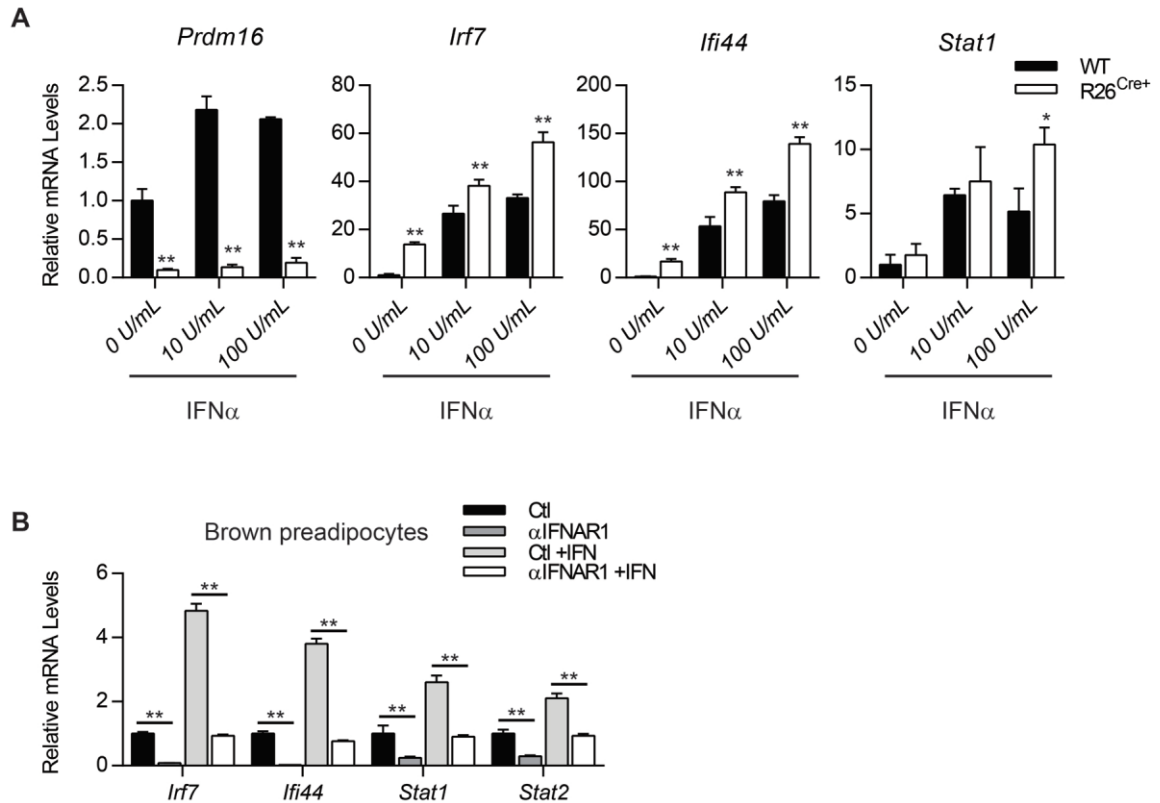 A
Prdm16
Irf7
Ifi44
Stat1
WT
R26Cre+
Relative mRNA Levels
2.5
2.0
1.5
1.0
0.5
0.0
** ** **
0 U/mL 10 U/mL 100 U/mL
IFNα
80
60
40
20
0
** ** **
0 U/mL 10 U/mL 100 U/mL
IFNα
200
150
100
50
0
** ** **
0 U/mL 10 U/mL 100 U/mL
IFNα
15
10
5
0
*
0 U/mL 10 U/mL 100 U/mL
IFNα
B
Brown preadipocytes
Ctl
αIFNAR1
Ctl +IFN
αIFNAR1 +IFN
Relative mRNA Levels
6
4
2
0
** ** ** ** ** ** ** **
Irf7 Ifi44 Stat1 Stat2